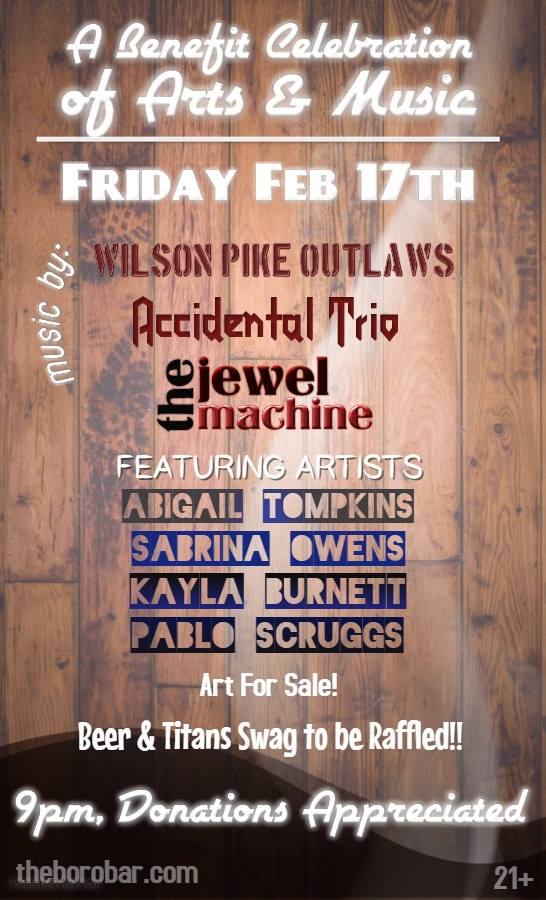 A Benefit Celebration
of Arts & Music
Friday Feb 17th
music by:
WILSON PIKE OUTLAWS
Accidental Trio
the jewel
machine
FEATURING ARTISTS
ABIGAIL TOMPKINS
SABRINA OWENS
KAYLA BURNETT
PABLO SCRUGGS
Art For Sale!
Beer & Titans Swag to be Raffled!!
9pm, Donations Appreciated
theborobar.com
21+